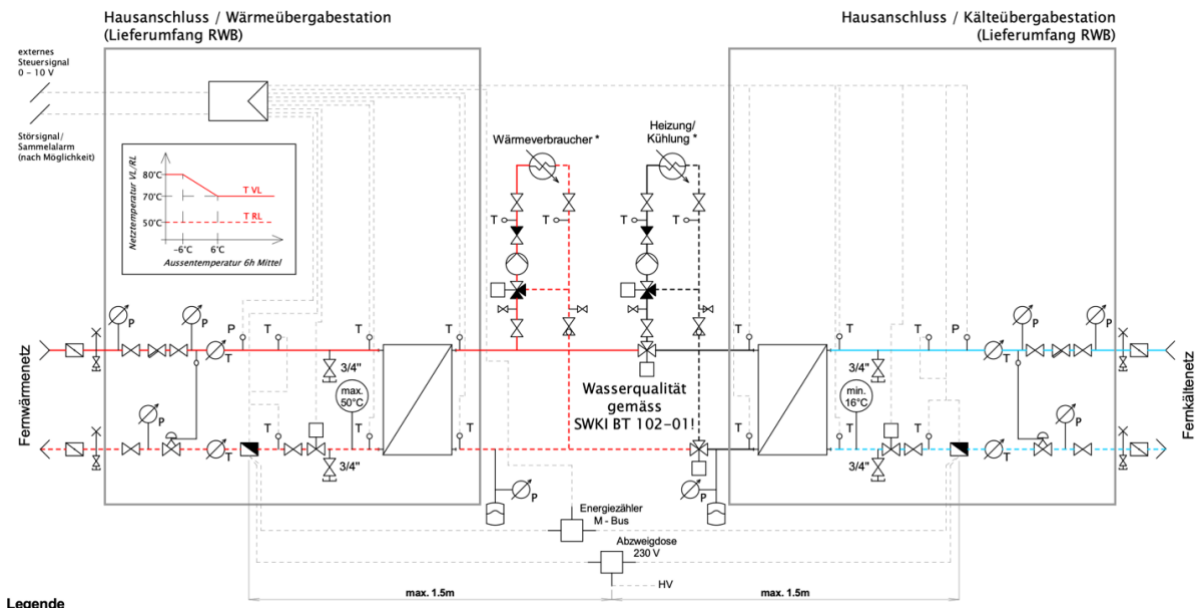 Hausanschluss / Wärmeübergabestation
(Lieferumfang RWB)
Hausanschluss / Kälteübergabestation
(Lieferumfang RWB)
externes
Steuersignal
0 – 10 V
Störsignal/
Sammelalarm
(nach Möglichkeit)
Netztemperatur VL/RL
80°C
70°C
50°C
T VL
T RL
-6°C
6°C
Aussentemperatur 6h Mittel
Wärmeverbraucher *
Heizung/
Kühlung *
T
T
P
P
P
T
T
T
T
T
T
P
P
P
T
T
T
3/4"
3/4"
Fernwärmenetz
Fernkältenetz
max.
50°C
min.
16°C
Wasserqualität
gemäss
SWKI BT 102-01!
P
T
T
T
T
T
T
T
T
P
3/4"
3/4"
P
P
Energiezähler
M - Bus
Abzweigdose
230 V
HV
max. 1.5m
max. 1.5m
Legende